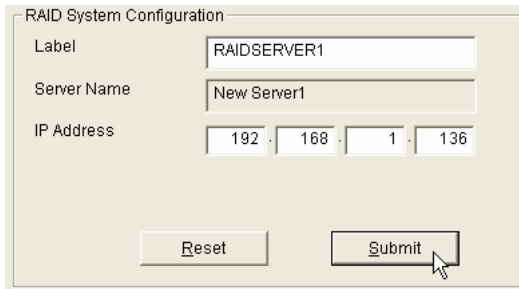 RAID System Configuration
Label RAIDSERVER1
Server Name New Server1
IP Address 192 . 168 . 1 . 136
Reset Submit